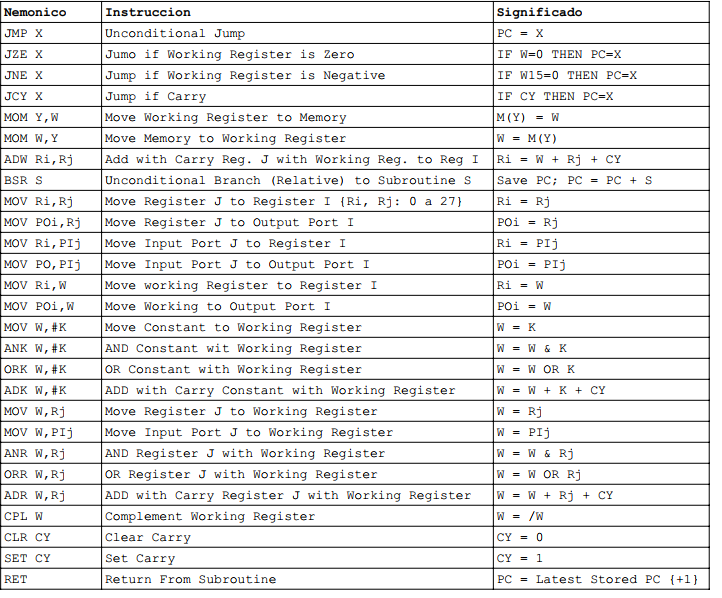 Nemonico Instruccion Significado
JMP X Unconditional Jump PC = X
JZE X Jumo if Working Register is Zero IF W=0 THEN PC=X
JNE X Jump if Working Register is Negative IF W15=0 THEN PC=X
JCY X Jump if Carry IF CY THEN PC=X
MOM Y,W Move Working Register to Memory M(Y) = W
MOM W,Y Move Memory to Working Register W = M(Y)
ADW Ri,Rj Add with Carry Reg. J with Working Reg. to Reg I Ri = W + Rj + CY
BSR S Unconditional Branch (Relative) to Subroutine S Save PC; PC = PC + S
MOV Ri,Rj Move Register J to Register I {Ri, Rj: 0 a 27} Ri = Rj
MOV POi,Rj Move Register J to Output Port I POi = Rj
MOV Ri,PIj Move Input Port J to Register I Ri = PIj
MOV PO,PIj Move Input Port J to Output Port I POi = PIj
MOV Ri,W Move working Register to Register I Ri = W
MOV POi,W Move Working to Output Port I POi = W
MOV W,#K Move Constant to Working Register W = K
ANK W,#K AND Constant wit Working Register W = W & K
ORK W,#K OR Constant with Working Register W = W OR K
ADK W,#K ADD with Carry Constant with Working Register W = W + K + CY
MOV W,Rj Move Register J to Working Register W = Rj
MOV W,PIj Move Input Port J to Working Register W = PIj
ANR W,Rj AND Register J with Working Register W = W & Rj
ORR W,Rj OR Register J with Working Register W = W OR Rj
ADR W,Rj ADD with Carry Register J with Working Register W = W + Rj + CY
CPL W Complement Working Register W = /W
CLR CY Clear Carry CY = 0
SET CY Set Carry CY = 1
RET Return From Subroutine PC = Latest Stored PC {+1}